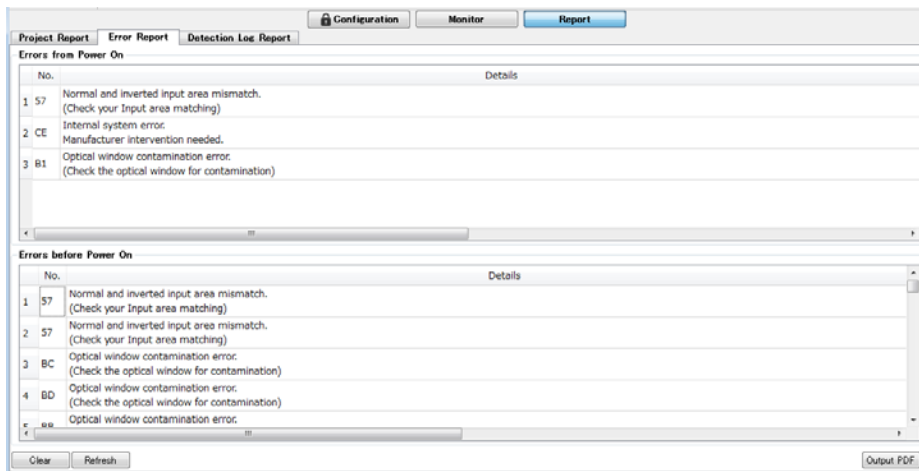 Configuration Monitor Report
Project Report Error Report Detection Log Report
Errors from Power On
No. Details
1 57 Normal and inverted input area mismatch.
(Check your Input area matching)
2 CE Internal system error.
Manufacturer intervention needed.
3 B1 Optical window contamination error.
(Check the optical window for contamination)
Errors before Power On
No. Details
1 57 Normal and inverted input area mismatch.
(Check your Input area matching)
2 57 Normal and inverted input area mismatch.
(Check your Input area matching)
3 BC Optical window contamination error.
(Check the optical window for contamination)
4 BD Optical window contamination error.
(Check the optical window for contamination)
Optical window contamination error.
Clear Refresh Output PDF